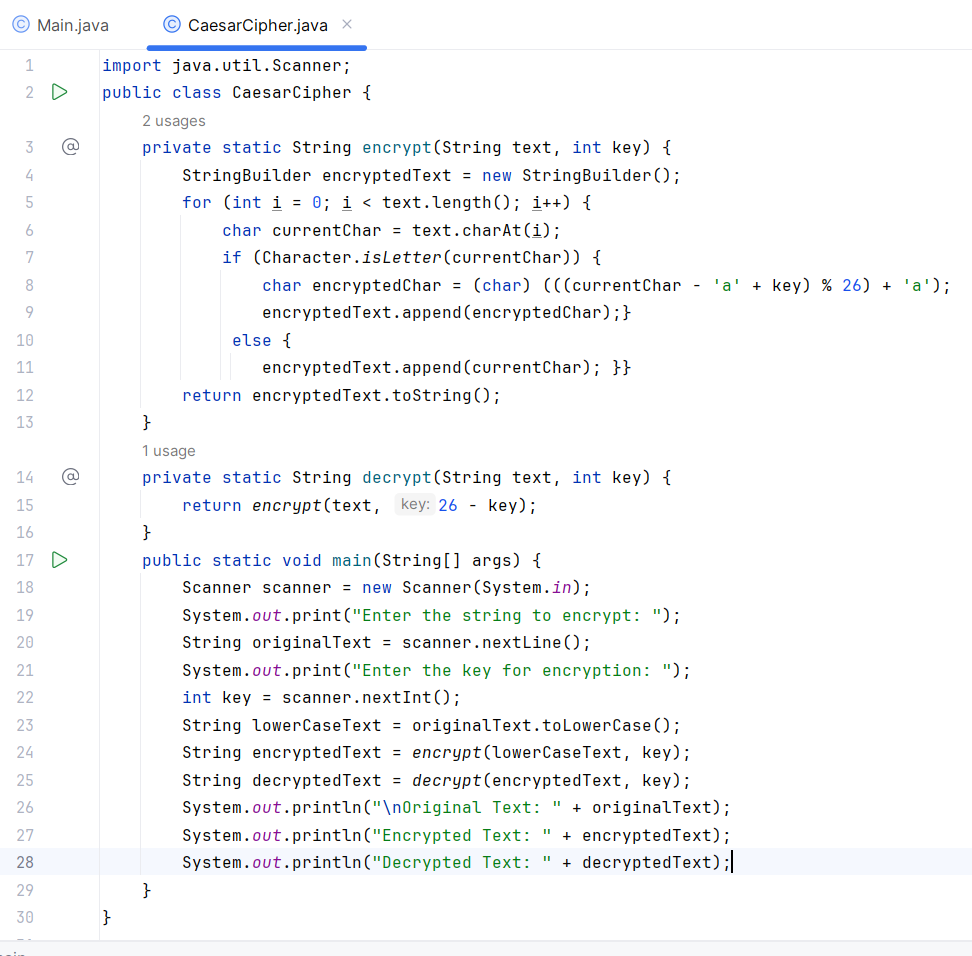 Main.java
CaesarCipher.java
1 import java.util.Scanner;
2 public class CaesarCipher {
2 usages
3 @ private static String encrypt(String text, int key) {
4 StringBuilder encryptedText = new StringBuilder();
5 for (int i = 0; i < text.length(); i++) {
6 char currentChar = text.charAt(i);
7 if (Character.isLetter(currentChar)) {
8 char encryptedChar = (char) (((currentChar - 'a' + key) % 26) + 'a');
9 encryptedText.append(encryptedChar);}
10 else {
11 encryptedText.append(currentChar); }}
12 return encryptedText.toString();
13 }
1 usage
14 @ private static String decrypt(String text, int key) {
15 return encrypt(text, key: 26 - key);
16 }
17 public static void main(String[] args) {
18 Scanner scanner = new Scanner(System.in);
19 System.out.print("Enter the string to encrypt: ");
20 String originalText = scanner.nextLine();
21 System.out.print("Enter the key for encryption: ");
22 int key = scanner.nextInt();
23 String lowerCaseText = originalText.toLowerCase();
24 String encryptedText = encrypt(lowerCaseText, key);
25 String decryptedText = decrypt(encryptedText, key);
26 System.out.println("\nOriginal Text: " + originalText);
27 System.out.println("Encrypted Text: " + encryptedText);
28 System.out.println("Decrypted Text: " + decryptedText);
29 }
30 }